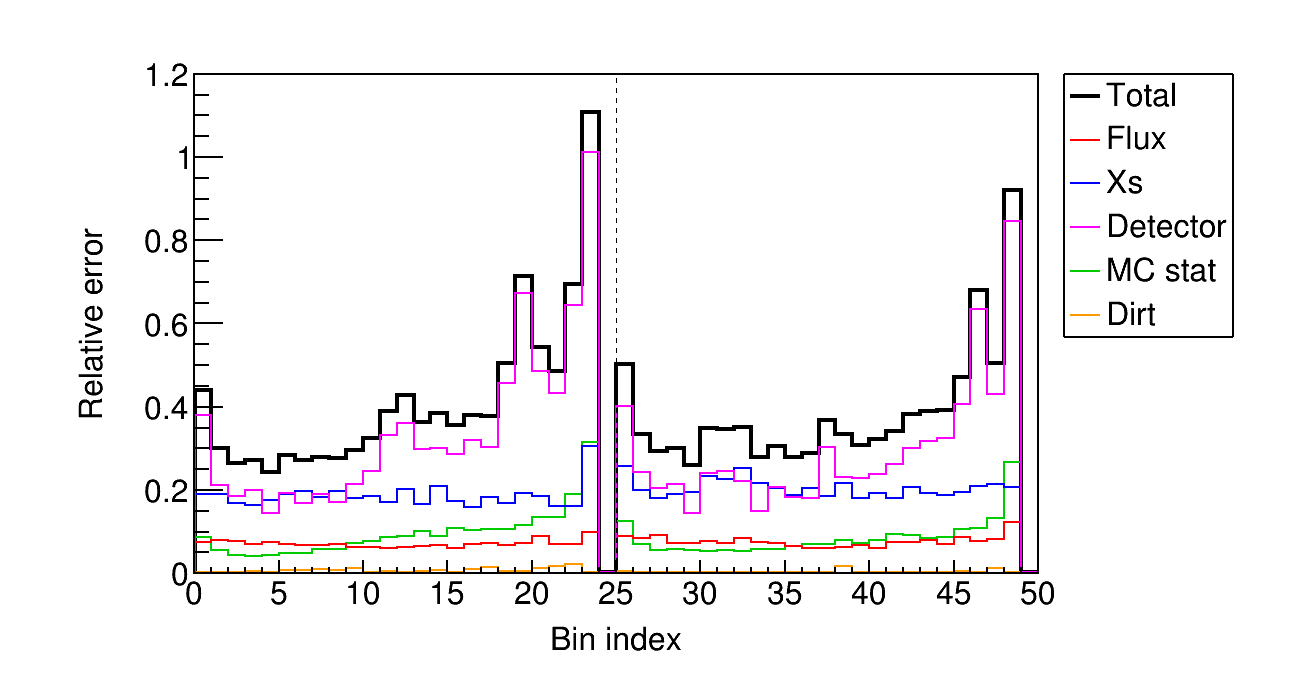 1.2
1
0.8
0.6
0.4
0.2
0
Relative error
0 5 10 15 20 25 30 35 40 45 50
Bin index
Total
Flux
Xs
Detector
MC stat
Dirt